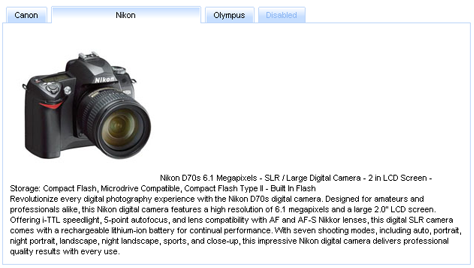 Canon Nikon Olympus Disabled
Nikon
Nikon D70s 6.1 Megapixels - SLR / Large Digital Camera - 2 in LCD Screen -
Storage: Compact Flash, Microdrive Compatible, Compact Flash Type II - Built In Flash
Revolutionize every digital photography experience with the Nikon D70s digital camera. Designed for amateurs and
professionals alike, this Nikon digital camera features a high resolution of 6.1 megapixels and a large 2.0" LCD screen.
Offering i-TTL speedlight, 5-point autofocus, and lens compatibility with AF and AF-S Nikkor lenses, this digital SLR camera
comes with a rechargeable lithium-ion battery for continual performance. With seven shooting modes, including auto, portrait,
night portrait, landscape, night landscape, sports, and close-up, this impressive Nikon digital camera delivers professional
quality results with every use.